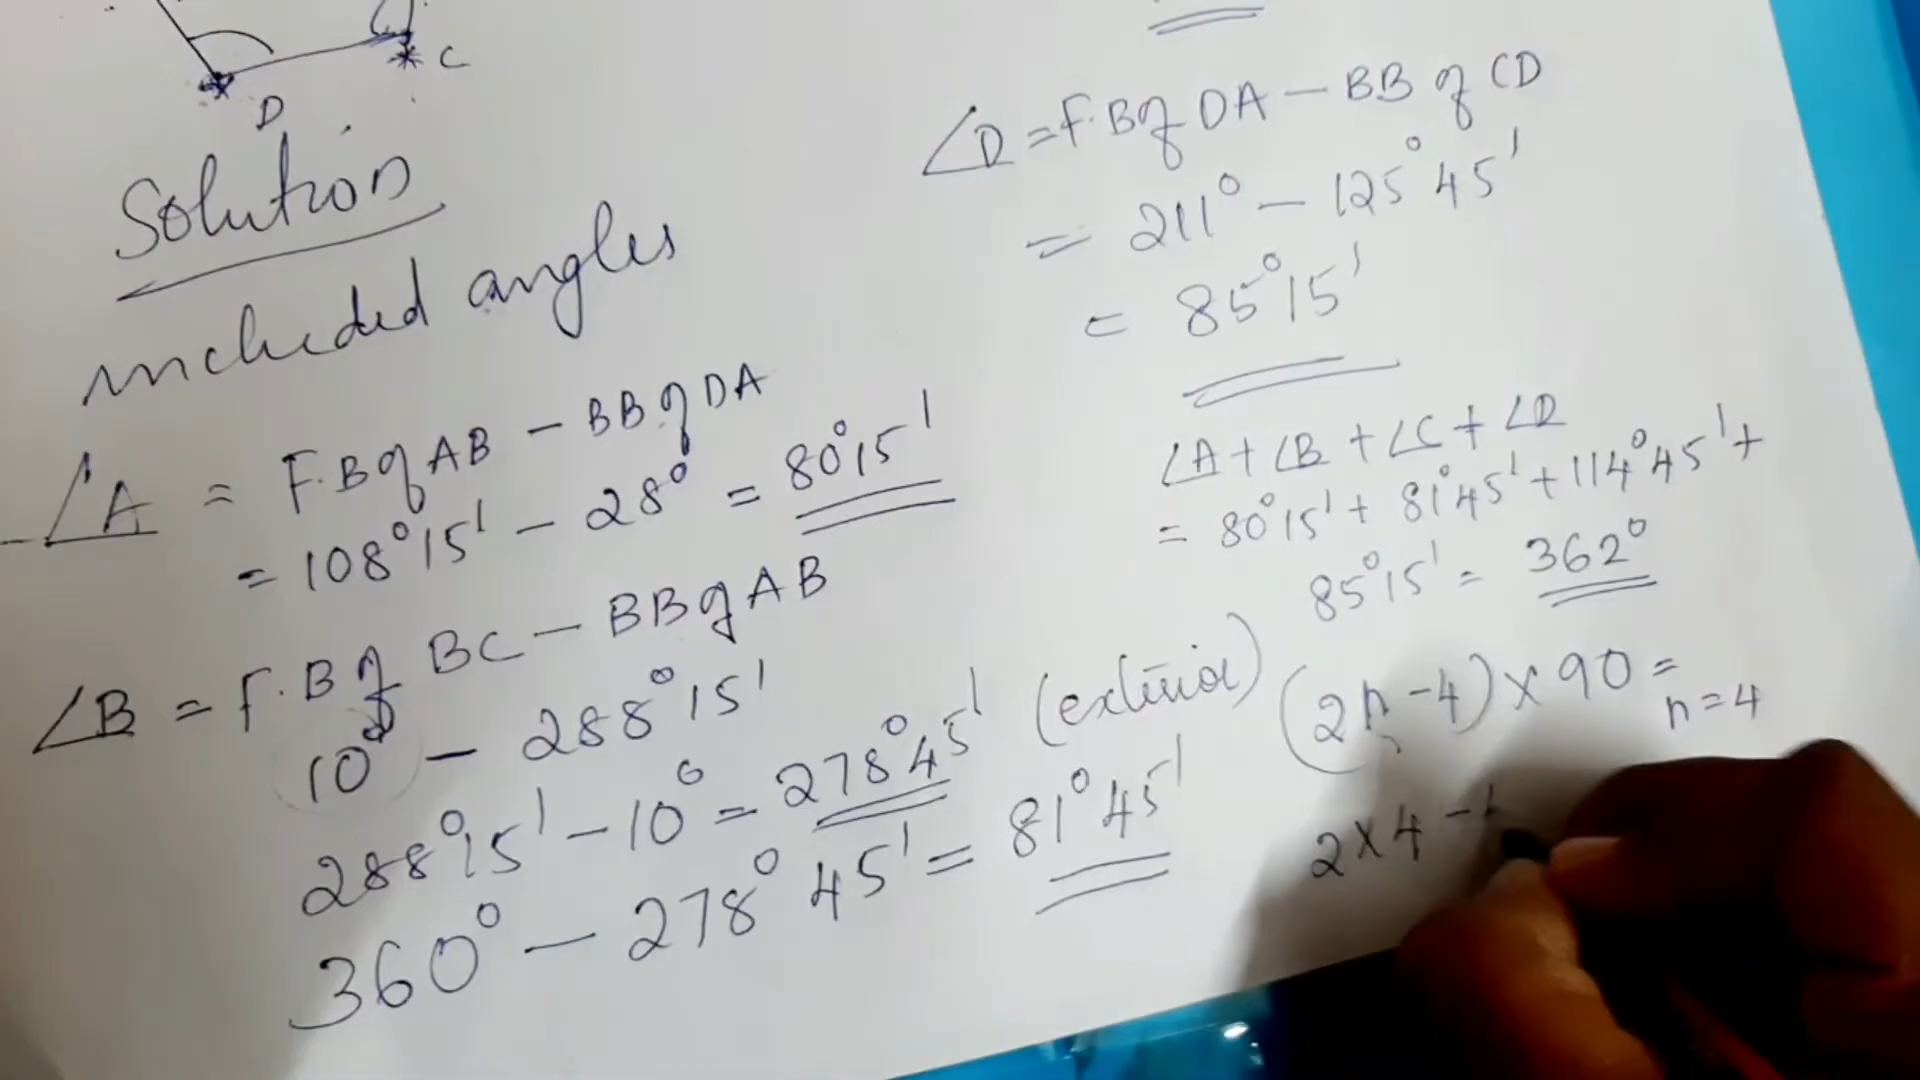 D
C
Solution
included angles
∠A = F.B of AB - BB of DA
= 108°15' - 28° = 80°15'
∠B = F.B of BC - BB of AB
10° - 288°15'
288°15' - 10° = 278°45' (exterior)
360° - 278°45' = 81°45'
∠D = F.B of DA - BB of CD
= 211° - 125°45'
= 85°15'
∠A + ∠B + ∠C + ∠D
= 80°15' + 81°45' + 114°45' +
85°15' = 362°
(2n - 4) x 90 =
n = 4
2 x 4 -